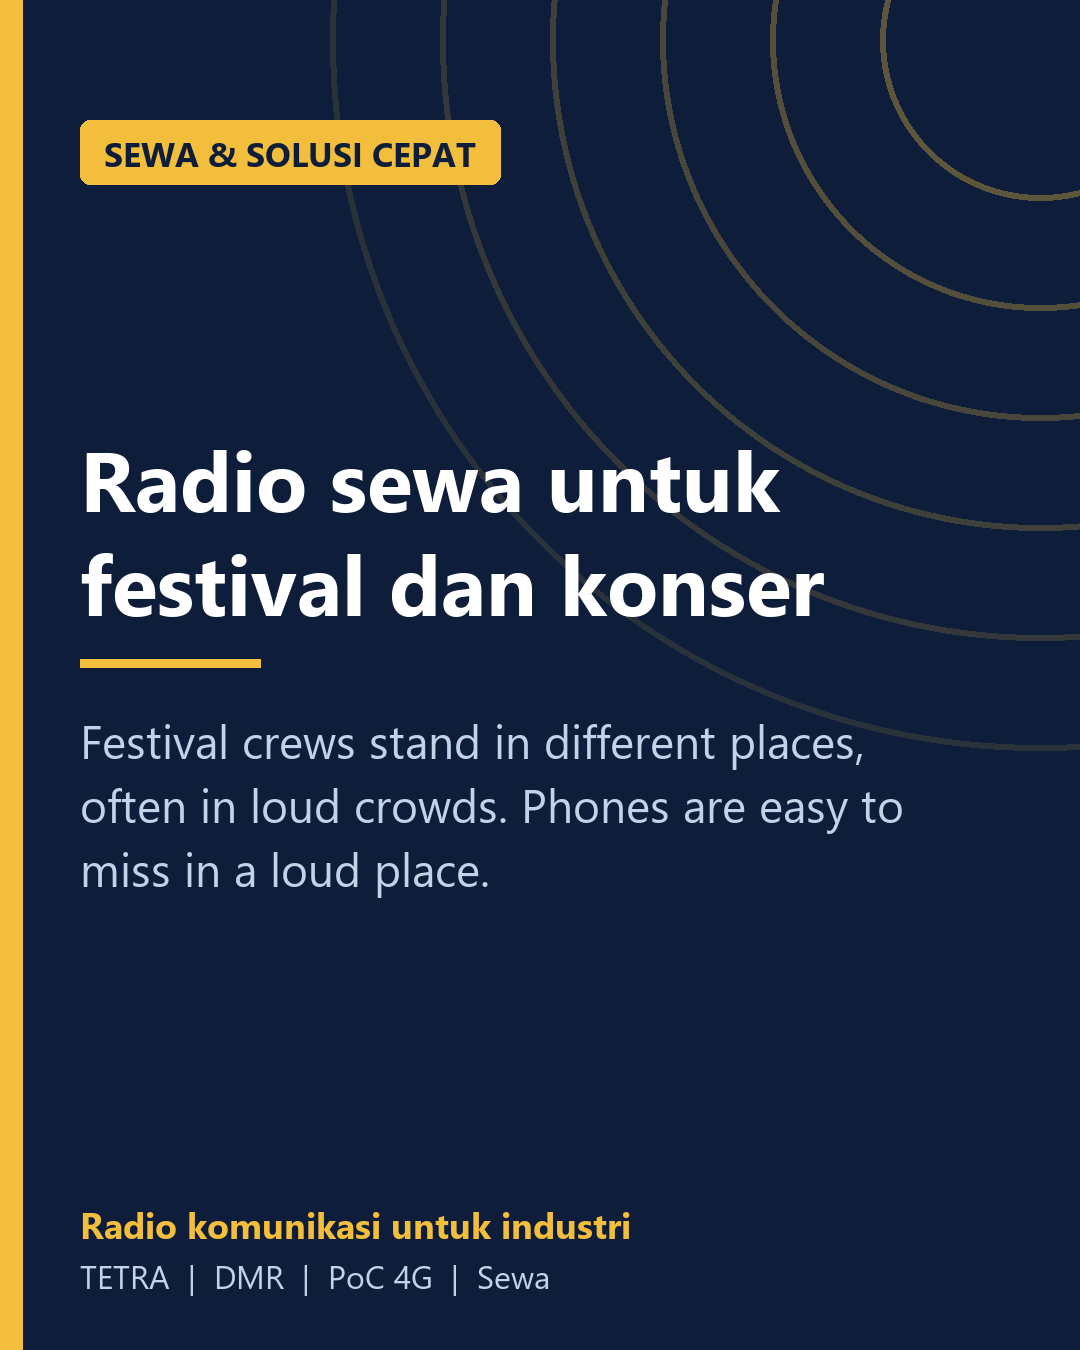 SEWA & SOLUSI CEPAT
Radio sewa untuk
festival dan konser
Festival crews stand in different places,
often in loud crowds. Phones are easy to
miss in a loud place.
Radio komunikasi untuk industri
TETRA | DMR | PoC 4G | Sewa